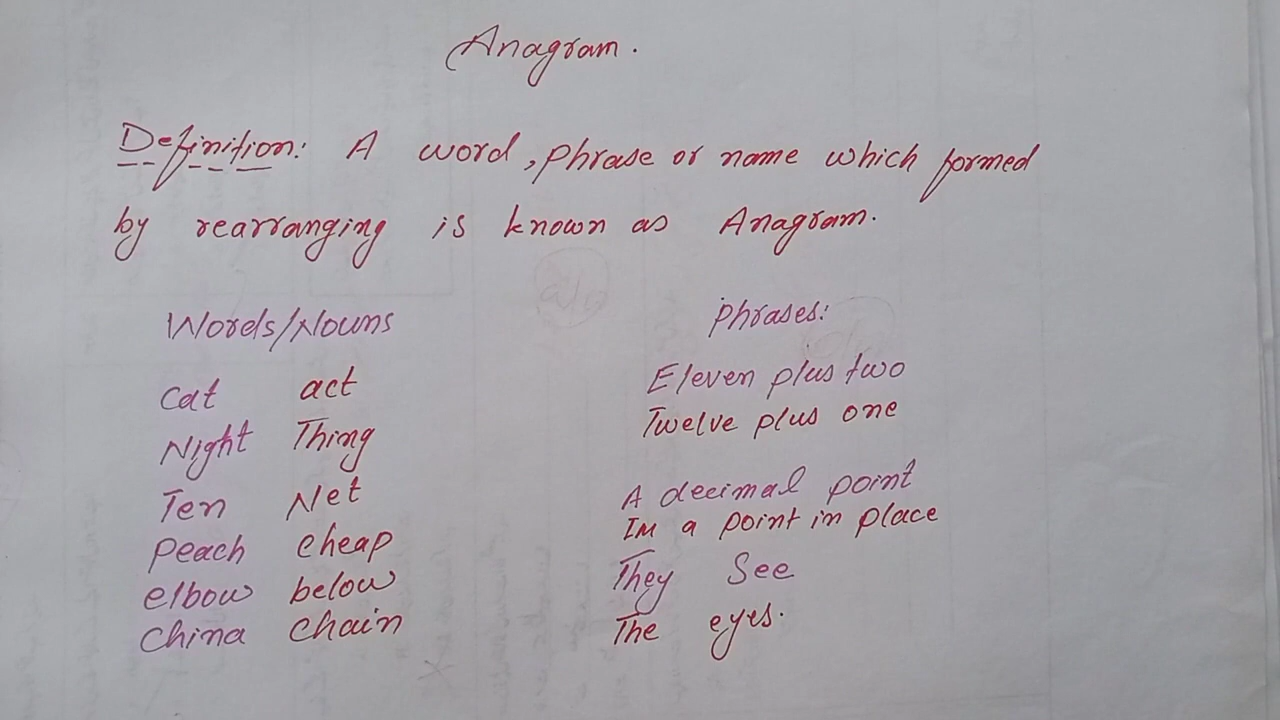 Anagram.
Definition: A word, phrase or name which formed
by rearranging is known as Anagram.
Words/Nouns
cat act
Night Thing
Ten Net
Peach cheap
elbow below
China chain
Phrases:
Eleven plus two
Twelve plus one
A decimal point
Im a point in place
They See
The eyes.